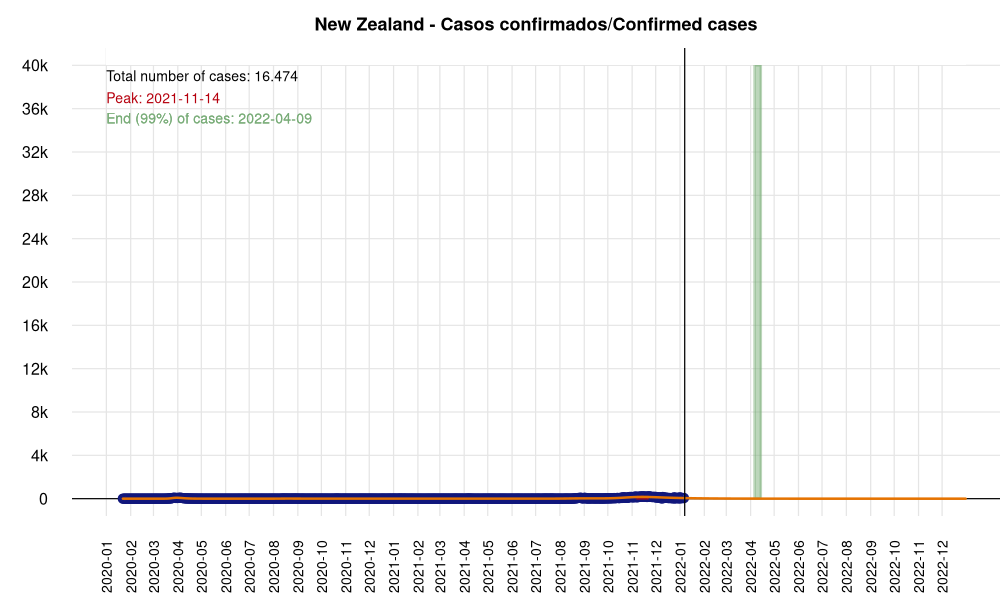 New Zealand - Casos confirmados/Confirmed cases
40k
Total number of cases: 16.474
Peak: 2021-11-14
36k
End (99%) of cases: 2022-04-09
32k
28k
24k
20k
16k
12k
8k
4k
0
2020-01
2020-02
2020-03
2020-04
2020-05
2020-06
2020-07
2020-08
2020-09
2020-10
2020-11
2020-12
2021-01
2021-02
2021-03
2021-04
2021-05
2021-06
2021-07
2021-08
2021-09
2021-10
2021-11
2021-12
2022-01
2022-02
2022-03
2022-04
2022-05
2022-06
2022-07
2022-08
2022-09
2022-10
2022-11
2022-12